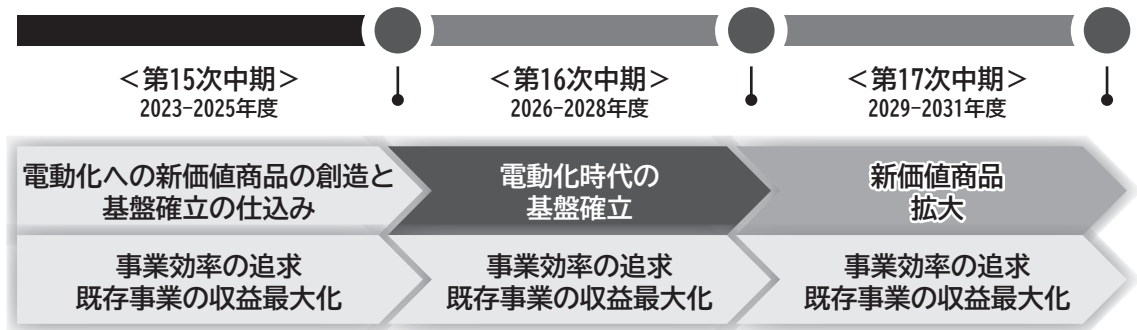 ＜第15次中期＞
2023-2025年度
＜第16次中期＞
2026-2028年度
＜第17次中期＞
2029-2031年度
電動化への新価値商品の創造と
基盤確立の仕込み
電動化時代の
基盤確立
新価値商品
拡大
事業効率の追求
既存事業の収益最大化
事業効率の追求
既存事業の収益最大化
事業効率の追求
既存事業の収益最大化